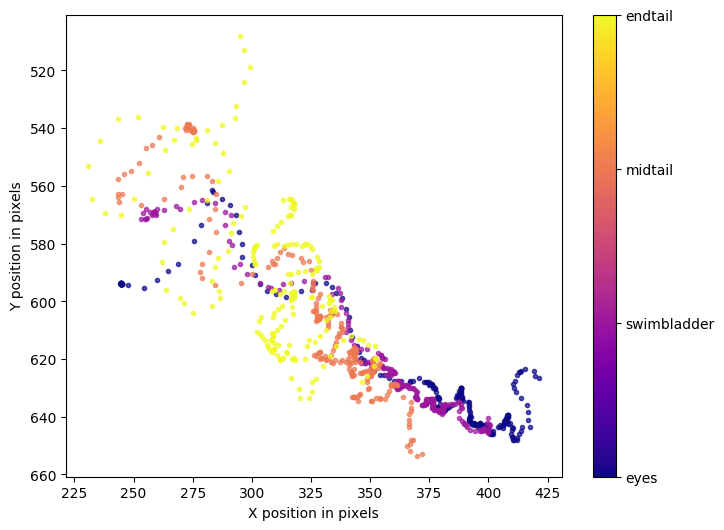 endtail
520
540
midtail
560
580
Y position in pixels
600
swimbladder
620
640
660
eyes
225 250 275 300 325 350 375 400 425
X position in pixels